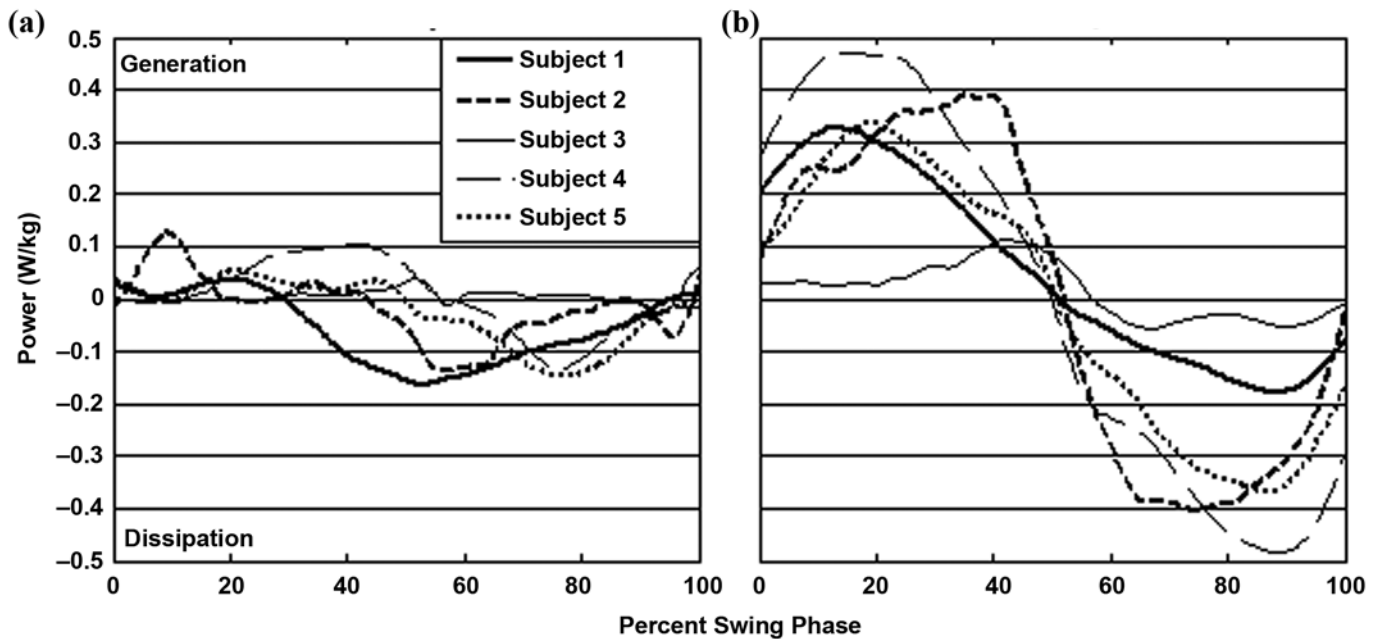 (a)
(b)
0.5
0.4
0.3
0.2
0.1
0
–0.1
–0.2
–0.3
–0.4
–0.5
Power (W/kg)
Generation
Dissipation
Subject 1
Subject 2
Subject 3
Subject 4
Subject 5
0 20 40 60 80 100
0 20 40 60 80 100
Percent Swing Phase